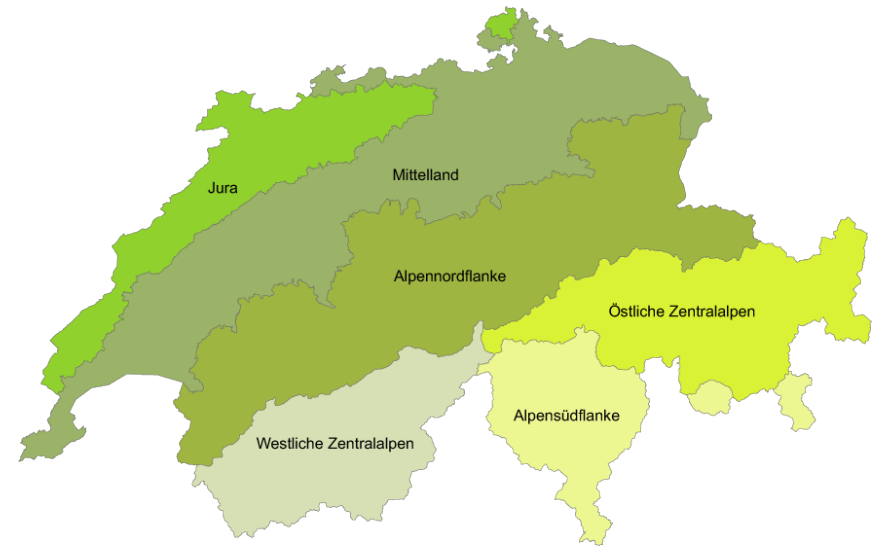 Mittelland
Jura
Alpennordflanke
Östliche Zentralalpen
Alpensüdflanke
Westliche Zentralalpen